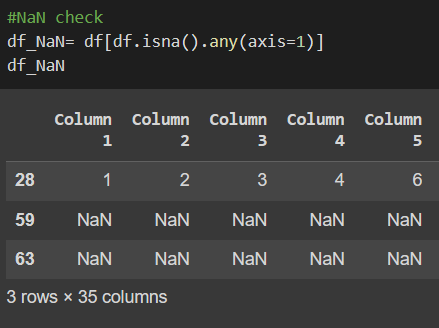 #NaN check
df_NaN= df[df.isna().any(axis=1)]
df_NaN
Column Column Column Column Column
1 2 3 4 5
28 1 2 3 4 6
59 NaN NaN NaN NaN NaN
63 NaN NaN NaN NaN NaN
3 rows × 35 columns